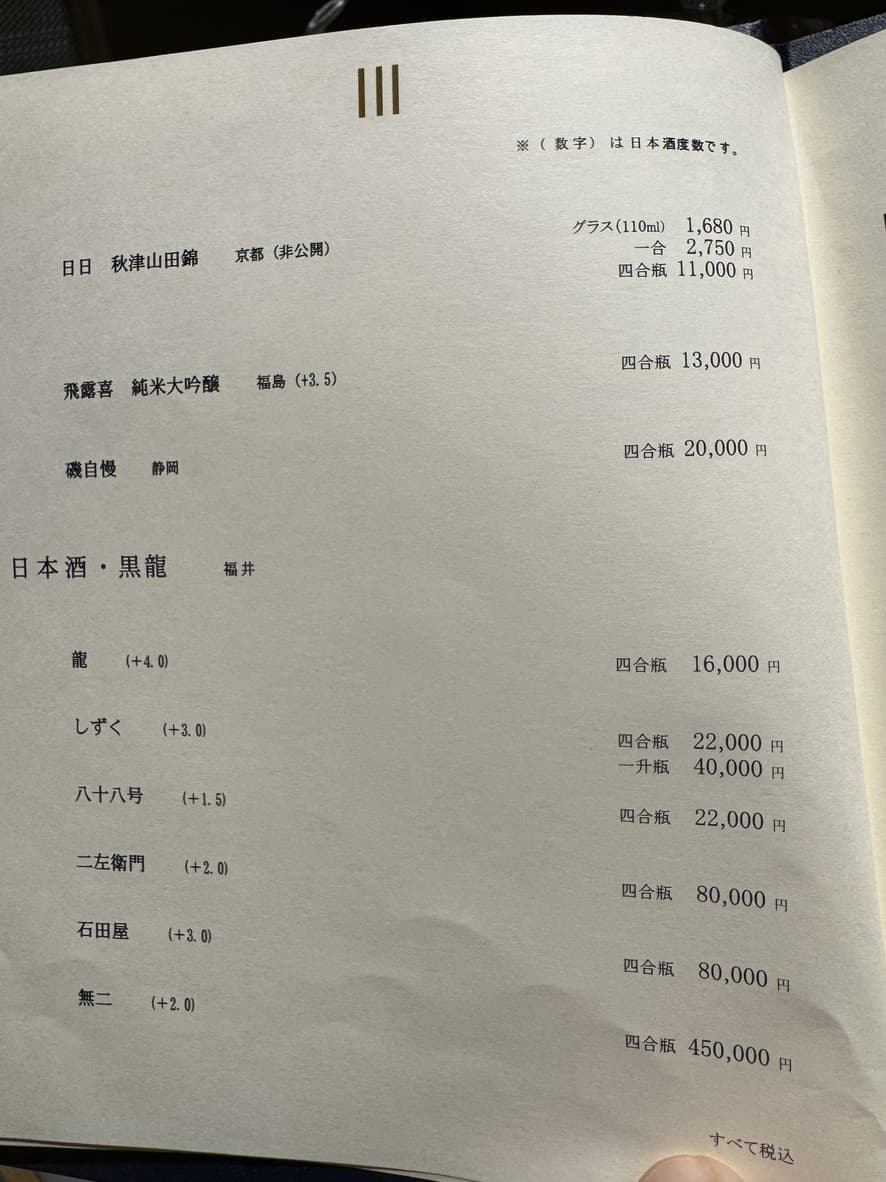 ※（数字）は日本酒度数です。
日日 秋津山田錦 京都（非公開） グラス(110ml) 1,680 円
一合 2,750 円
四合瓶 11,000 円
飛露喜 純米大吟醸 福島（+3.5） 四合瓶 13,000 円
磯自慢 静岡 四合瓶 20,000 円
日本酒・黒龍 福井
龍 （+4.0） 四合瓶 16,000 円
しずく （+3.0） 四合瓶 22,000 円
一升瓶 40,000 円
八十八号 （+1.5） 四合瓶 22,000 円
二左衛門 （+2.0） 四合瓶 80,000 円
石田屋 （+3.0） 四合瓶 80,000 円
無二 （+2.0） 四合瓶 450,000 円
すべて税込